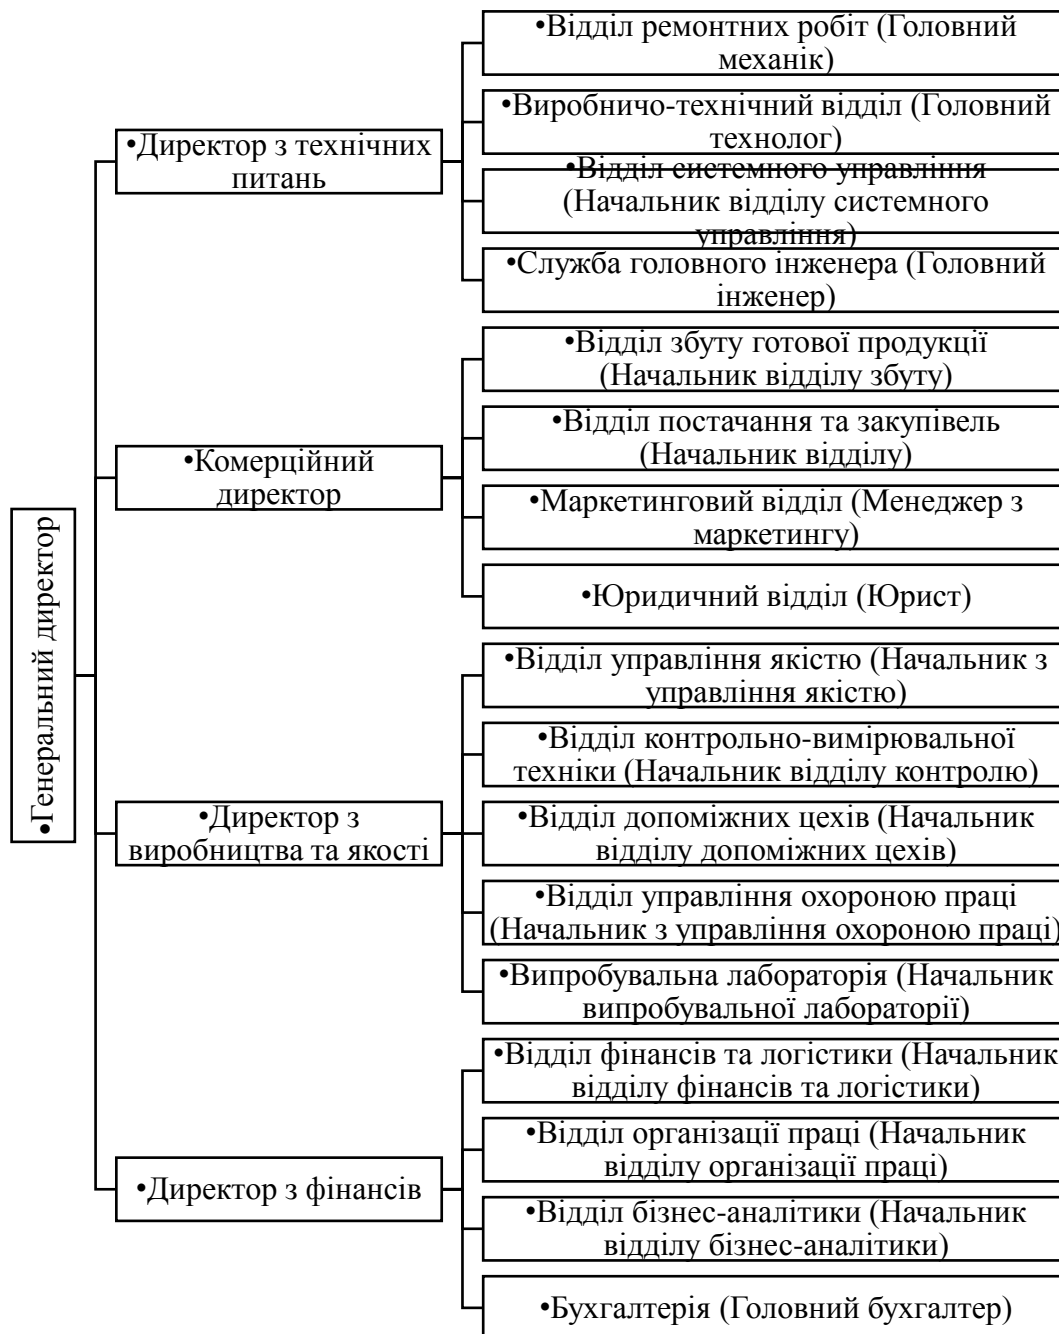 •Генеральний директор
•Директор з технічних
питань
•Відділ ремонтних робіт (Головний
механік)
•Виробничо-технічний відділ (Головний
технолог)
•Відділ системного управління
(Начальник відділу системного
управління)
•Служба головного інженера (Головний
інженер)
•Комерційний
директор
•Відділ збуту готової продукції
(Начальник відділу збуту)
•Відділ постачання та закупівель
(Начальник відділу)
•Маркетинговий відділ (Менеджер з
маркетингу)
•Юридичний відділ (Юрист)
•Директор з
виробництва та якості
•Відділ управління якістю (Начальник з
управління якістю)
•Відділ контрольно-вимірювальної
техніки (Начальник відділу контролю)
•Відділ допоміжних цехів (Начальник
відділу допоміжних цехів)
•Відділ управління охороною праці
(Начальник з управління охороною праці)
•Випробувальна лабораторія (Начальник
випробувальної лабораторії)
•Директор з фінансів
•Відділ фінансів та логістики (Начальник
відділу фінансів та логістики)
•Відділ організації праці (Начальник
відділу організації праці)
•Відділ бізнес-аналітики (Начальник
відділу бізнес-аналітики)
•Бухгалтерія (Головний бухгалтер)